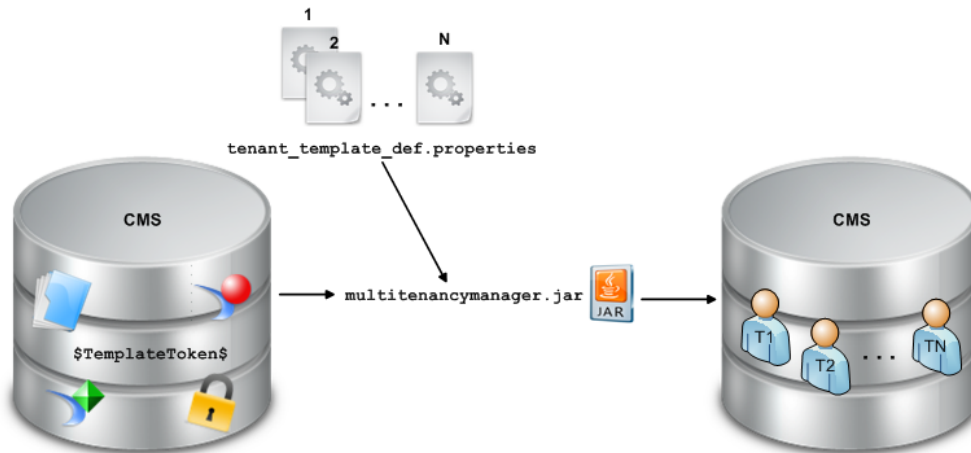 1
2
N
...
tenant_template_def.properties
CMS
CMS
multitenancymanager.jar
JAR
$TemplateToken$
T1
T2
...
TN